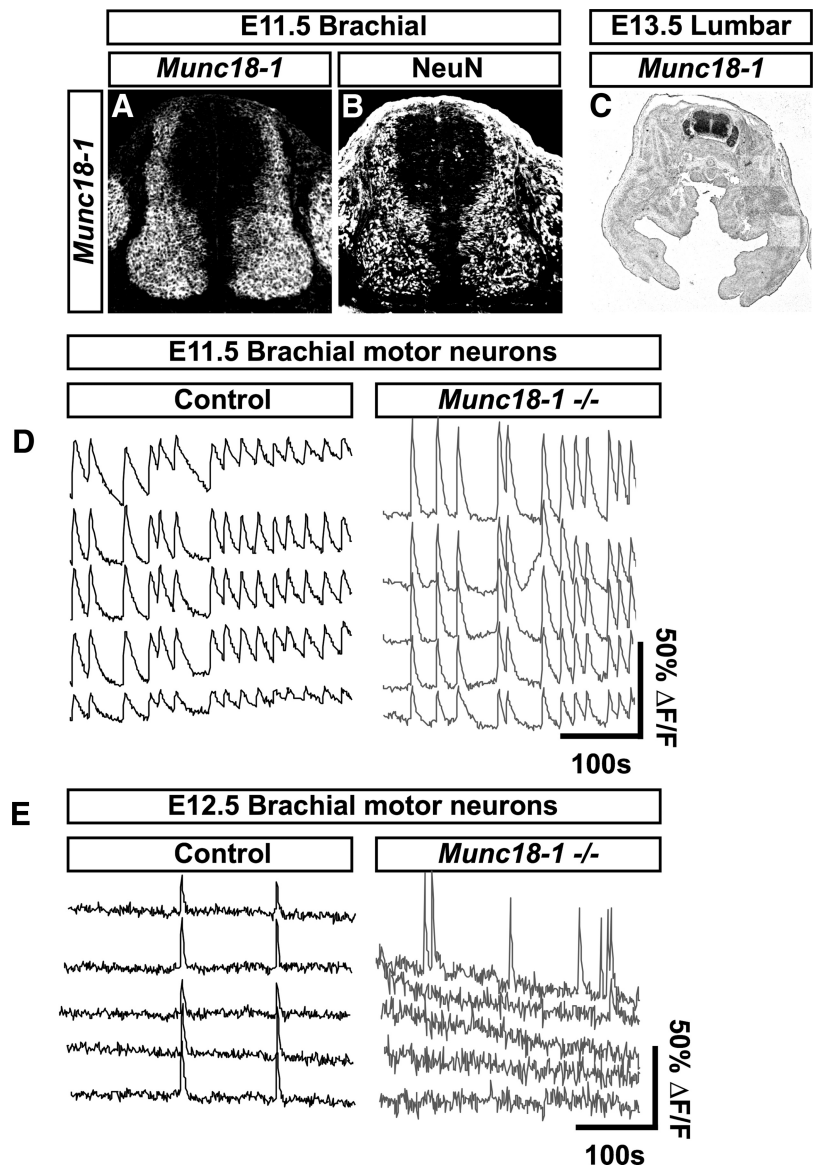 E11.5 Brachial
E13.5 Lumbar
Munc18-1
NeuN
Munc18-1
Munc18-1
A
B
C
E11.5 Brachial motor neurons
Control
Munc18-1 -/-
D
50% ΔF/F
100s
E12.5 Brachial motor neurons
E
Control
Munc18-1 -/-
50% ΔF/F
100s